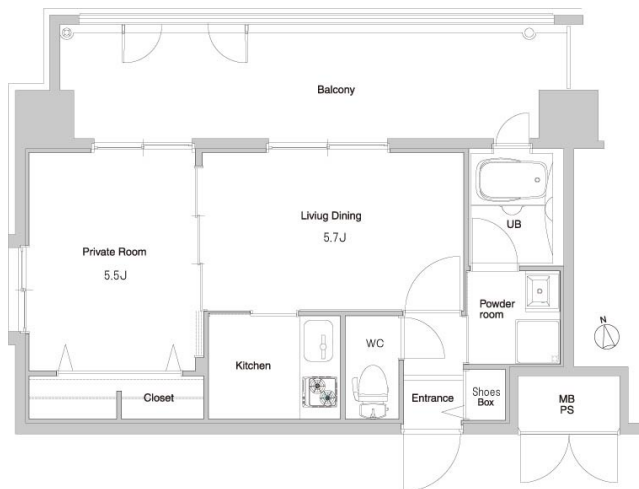 Balcony
Liviug Dining
5.7J
Private Room
5.5J
UB
Powder
room
N
WC
Kitchen
Closet
Entrance
Shoes
Box
MB
PS